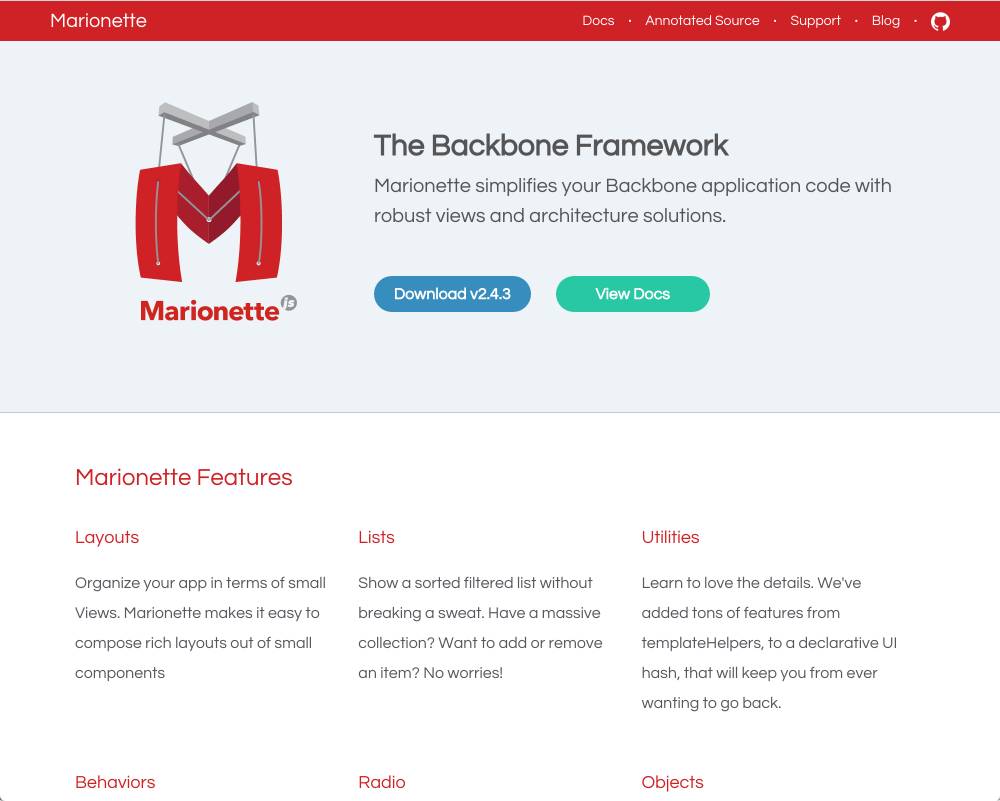 Marionette
Docs • Annotated Source • Support • Blog •
The Backbone Framework
Marionette simplifies your Backbone application code with
robust views and architecture solutions.
Download v2.4.3
View Docs
Marionette js
Marionette Features
Layouts
Organize your app in terms of small
Views. Marionette makes it easy to
compose rich layouts out of small
components
Lists
Show a sorted filtered list without
breaking a sweat. Have a massive
collection? Want to add or remove
an item? No worries!
Utilities
Learn to love the details. We've
added tons of features from
templateHelpers, to a declarative UI
hash, that will keep you from ever
wanting to go back.
Behaviors
Radio
Objects